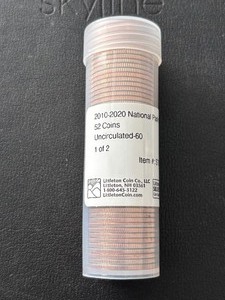 skyline
2010-2020 National Pa
52 Coins
Uncirculated-60
1 of 2
Item #:
Littleton Coin Co., LLC
Littleton, NH 03561
1-800-645-3122
LittletonCoin.com